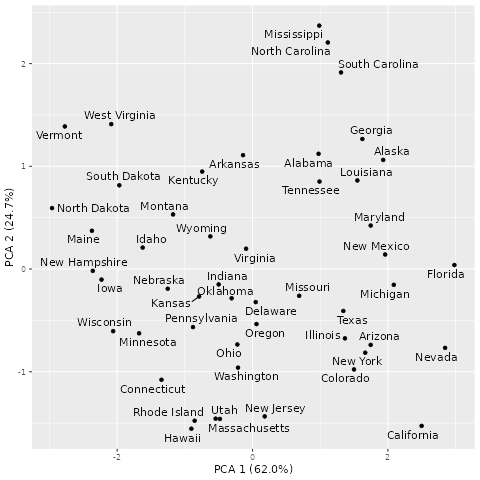 Mississippi
North Carolina
South Carolina
2
West Virginia
Vermont
Georgia
Arkansas
Alabama
Alaska
1
South Dakota
Kentucky
Louisiana
Tennessee
North Dakota
Montana
Maryland
Maine
Idaho
Wyoming
Virginia
New Mexico
New Hampshire
0
Florida
Iowa
Nebraska
Indiana
Oklahoma
Missouri
Michigan
Kansas
Delaware
Wisconsin
Pennsylvania
Texas
Minnesota
Oregon
Illinois
Arizona
Ohio
New York
Nevada
-1
Washington
Colorado
Connecticut
Rhode Island
Utah
New Jersey
Massachusetts
Hawaii
California
-2
0
2
PCA 1 (62.0%)
PCA 2 (24.7%)